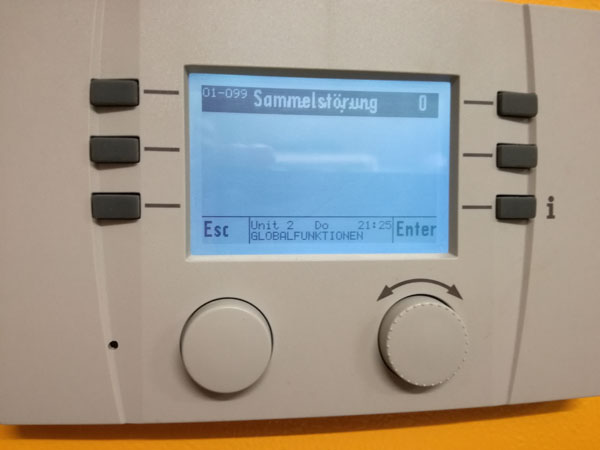 01-099 Sammelstörung 0
Esc
Unit 2 Do 21:25
GLOBALFUNKTIONEN
Enter
i